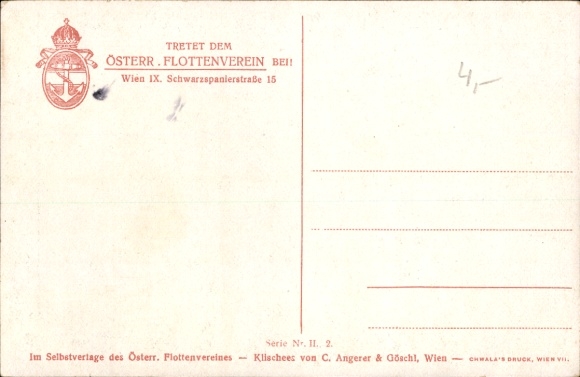 TRETET DEM
ÖSTERR. FLOTTENVEREIN BEI!
Wien IX. Schwarzspanierstraße 15
4,-
Serie Nr. II. 2.
Im Selbstverlage des Österr. Flottenvereines — Klischees von C. Angerer & Göschl, Wien — CHWALA'S DRUCK, WIEN VII.